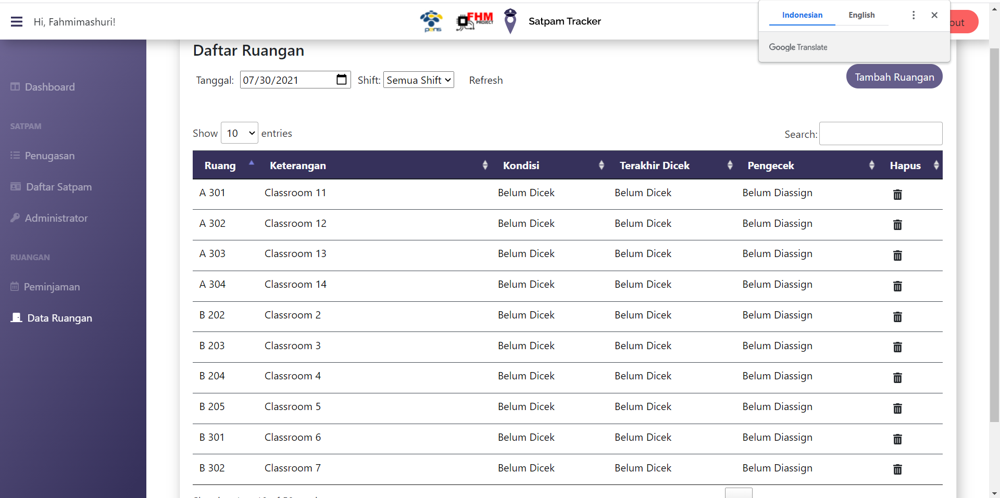 Hi, Fahmimashuri!
pens
FHM
PROJECT
Satpam Tracker
Indonesian English
out
Google Translate
Dashboard
SATPAM
Penugasan
Daftar Satpam
Administrator
RUANGAN
Peminjaman
Data Ruangan
Daftar Ruangan
Tanggal: 07/30/2021 Shift: Semua Shift Refresh
Tambah Ruangan
Show 10 entries
Search:
Ruang Keterangan Kondisi Terakhir Dicek Pengecek Hapus
A 301 Classroom 11 Belum Dicek Belum Dicek Belum Diassign
A 302 Classroom 12 Belum Dicek Belum Dicek Belum Diassign
A 303 Classroom 13 Belum Dicek Belum Dicek Belum Diassign
A 304 Classroom 14 Belum Dicek Belum Dicek Belum Diassign
B 202 Classroom 2 Belum Dicek Belum Dicek Belum Diassign
B 203 Classroom 3 Belum Dicek Belum Dicek Belum Diassign
B 204 Classroom 4 Belum Dicek Belum Dicek Belum Diassign
B 205 Classroom 5 Belum Dicek Belum Dicek Belum Diassign
B 301 Classroom 6 Belum Dicek Belum Dicek Belum Diassign
B 302 Classroom 7 Belum Dicek Belum Dicek Belum Diassign